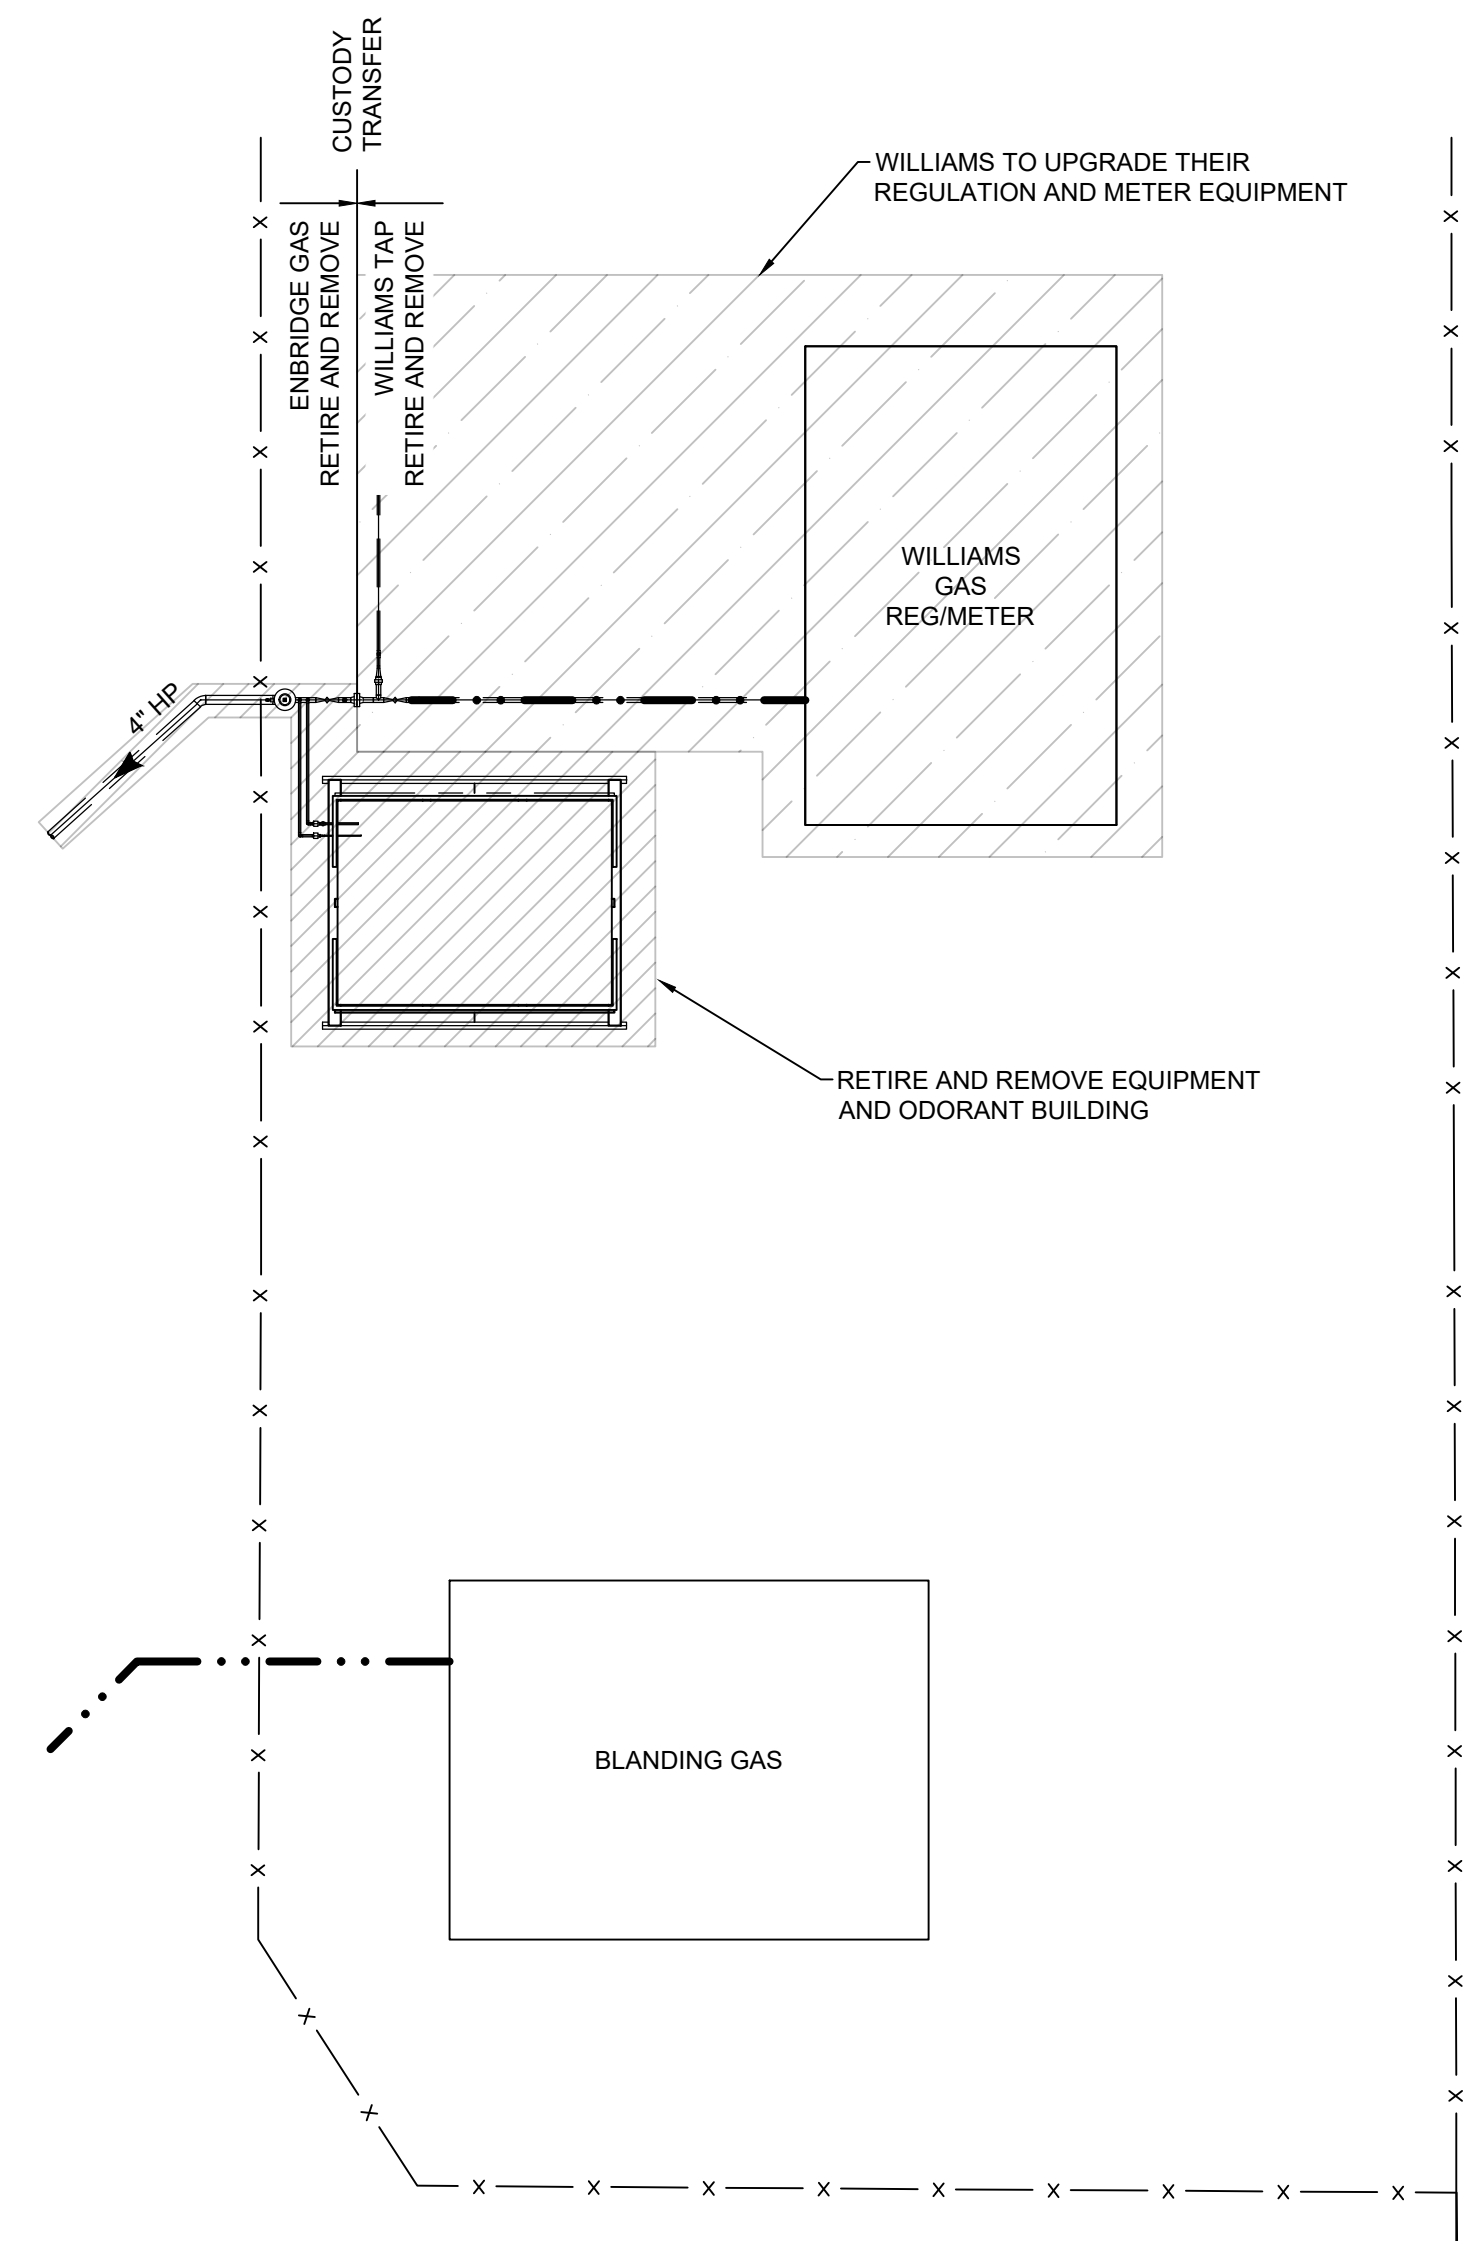 CUSTODY
TRANSFER
WILLIAMS TO UPGRADE THEIR
REGULATION AND METER EQUIPMENT
ENBRIDGE GAS
RETIRE AND REMOVE
WILLIAMS TAP
RETIRE AND REMOVE
WILLIAMS
GAS
REG/METER
4" HP
RETIRE AND REMOVE EQUIPMENT
AND ODORANT BUILDING
BLANDING GAS